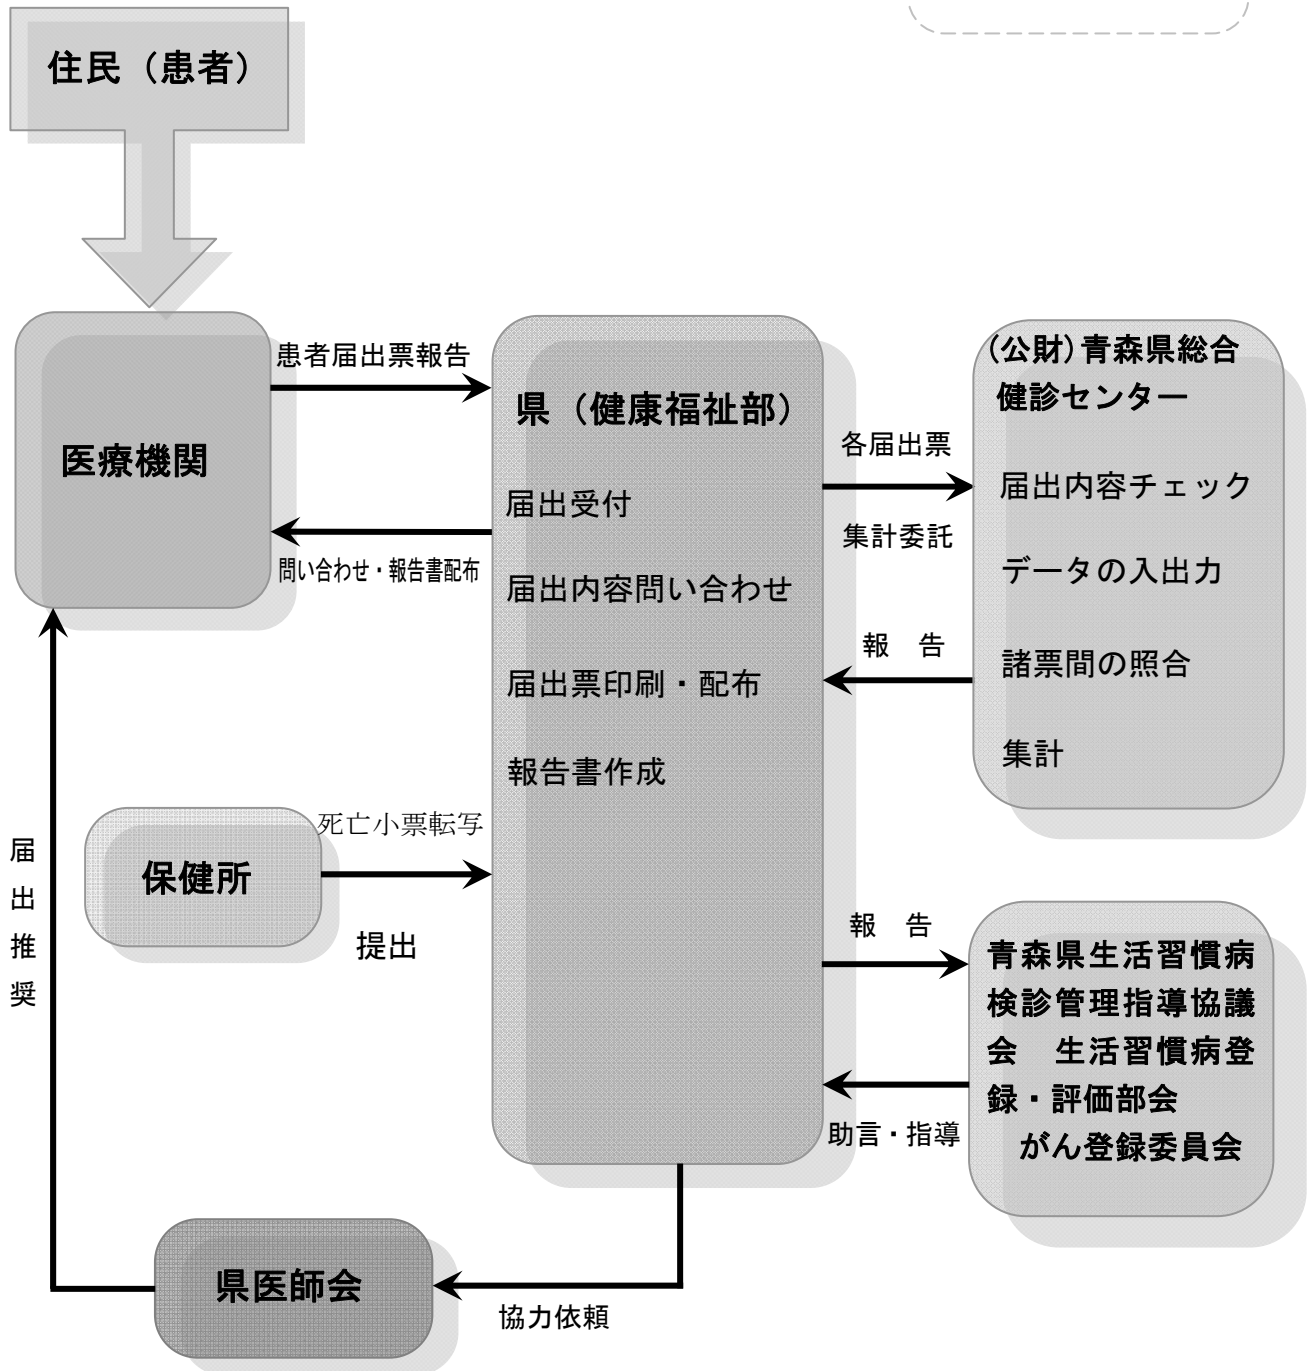 住民（患者）
医療機関
患者届出票報告
問い合わせ・報告書配布
県（健康福祉部）
届出受付
届出内容問い合わせ
届出票印刷・配布
報告書作成
各届出票
集計委託
報　告
(公財)青森県総合
健診センター
届出内容チェック
データの入出力
諸票間の照合
集計
保健所
死亡小票転写
提出
報　告
助言・指導
青森県生活習慣病
検診管理指導協議
会　生活習慣病登
録・評価部会
がん登録委員会
届出推奨
県医師会
協力依頼